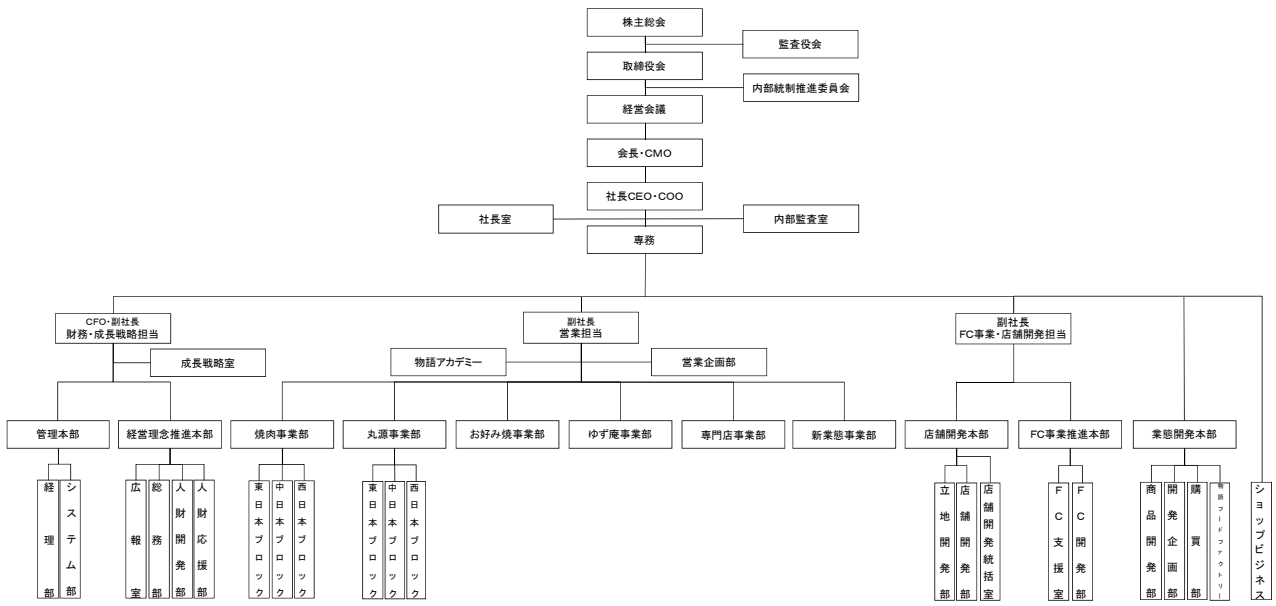 株主総会
監査役会
取締役会
内部統制推進委員会
経営会議
会長・CMO
社長CEO・COO
社長室
内部監査室
専務
CFO・副社長
財務・成長戦略担当
副社長
営業担当
副社長
FC事業・店舗開発担当
成長戦略室
物語アカデミー
営業企画部
管理本部
経営理念推進本部
焼肉事業部
丸源事業部
お好み焼事業部
ゆず庵事業部
専門店事業部
新業態事業部
店舗開発本部
FC事業推進本部
業態開発本部
経理部
システム部
広報室
総務部
人財開発部
人財応援部
東日本ブロック
中日本ブロック
西日本ブロック
東日本ブロック
中日本ブロック
西日本ブロック
立地開発部
店舗開発部
店舗開発統括室
FC支援室
FC開発部
商品開発部
開発企画部
購買部
物語フードファクトリー
ショップビジネス